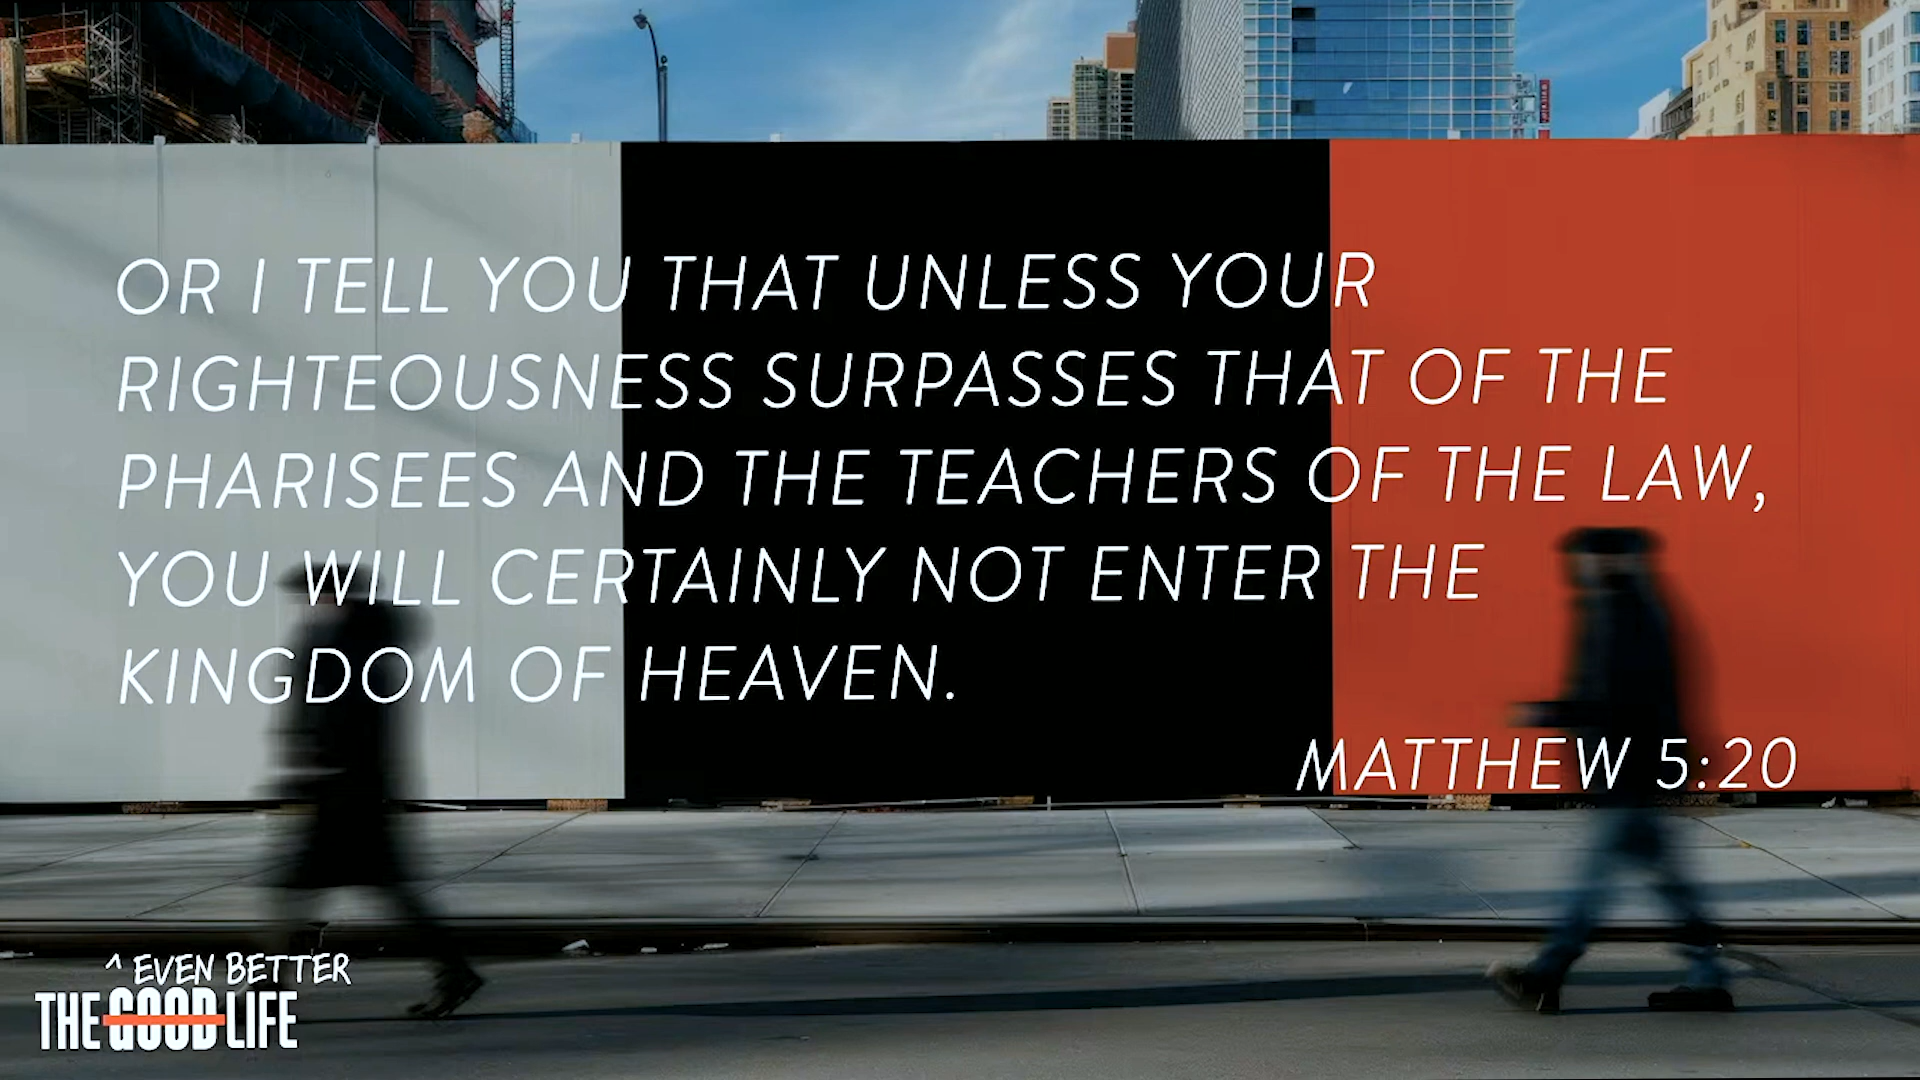 OR I TELL YOU THAT UNLESS YOUR
RIGHTEOUSNESS SURPASSES THAT OF THE
PHARISEES AND THE TEACHERS OF THE LAW,
YOU WILL CERTAINLY NOT ENTER THE
KINGDOM OF HEAVEN.
MATTHEW 5:20
^ EVEN BETTER
THE GOOD LIFE